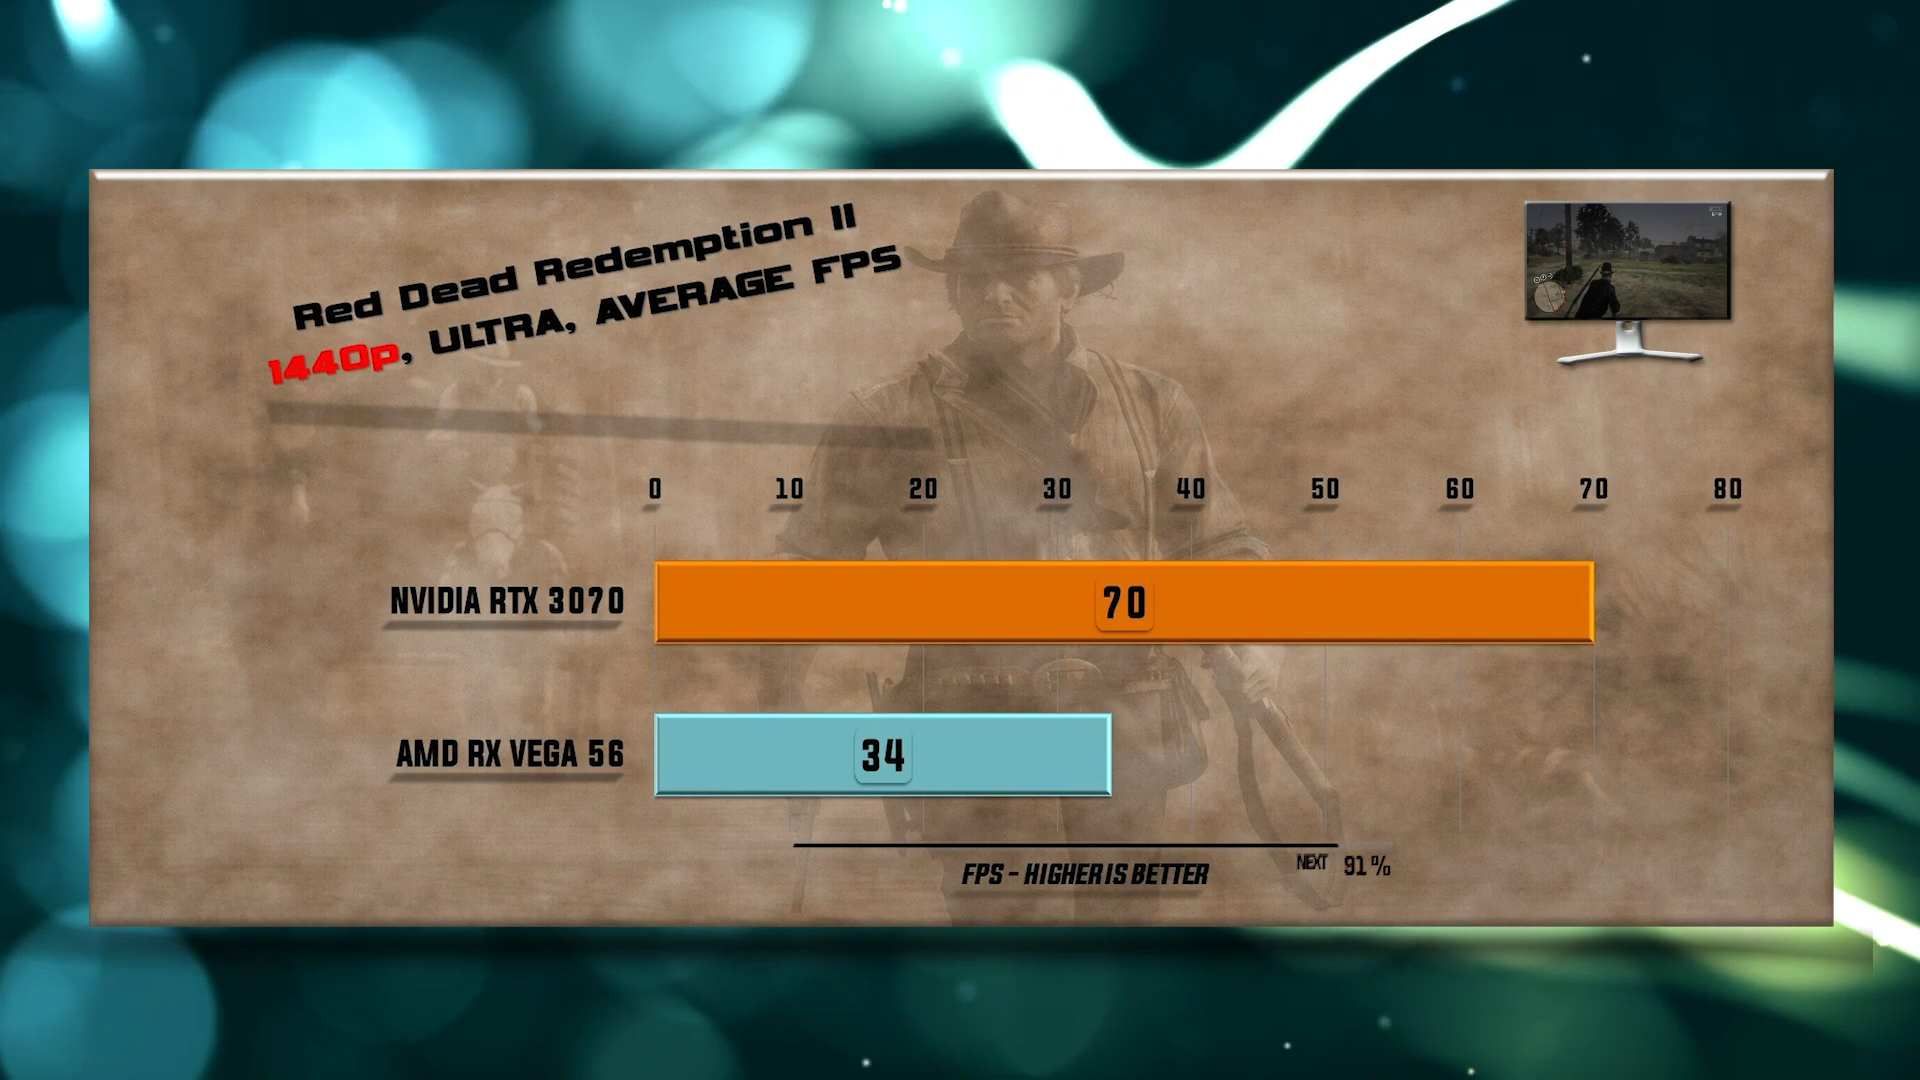 Red Dead Redemption II
1440p, ULTRA, AVERAGE FPS
0 10 20 30 40 50 60 70 80
NVIDIA RTX 3070
70
AMD RX VEGA 56
34
FPS - HIGHER IS BETTER
NEXT 91%